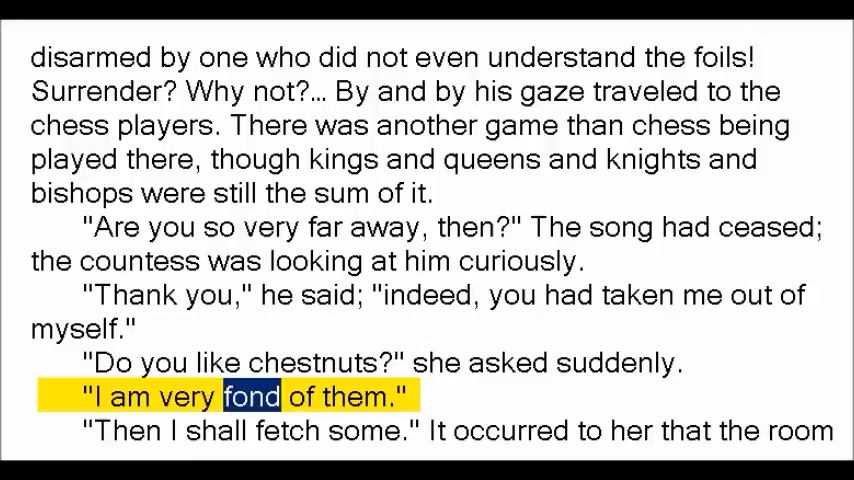 disarmed by one who did not even understand the foils!
Surrender? Why not?... By and by his gaze traveled to the
chess players. There was another game than chess being
played there, though kings and queens and knights and
bishops were still the sum of it.
"Are you so very far away, then?" The song had ceased;
the countess was looking at him curiously.
"Thank you," he said; "indeed, you had taken me out of
myself."
"Do you like chestnuts?" she asked suddenly.
"I am very fond of them."
"Then I shall fetch some." It occurred to her that the room